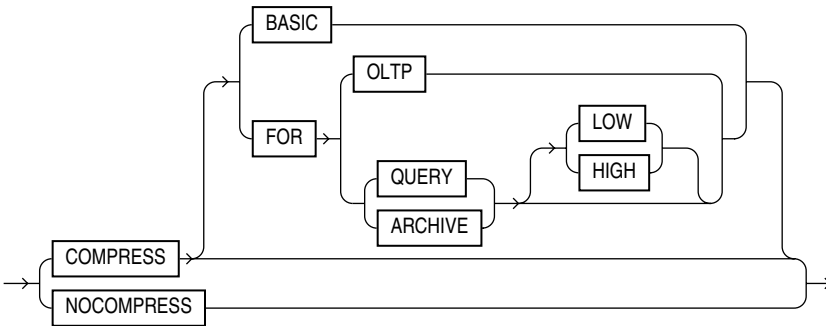 BASIC
OLTP
FOR
LOW
HIGH
QUERY
ARCHIVE
COMPRESS
NOCOMPRESS